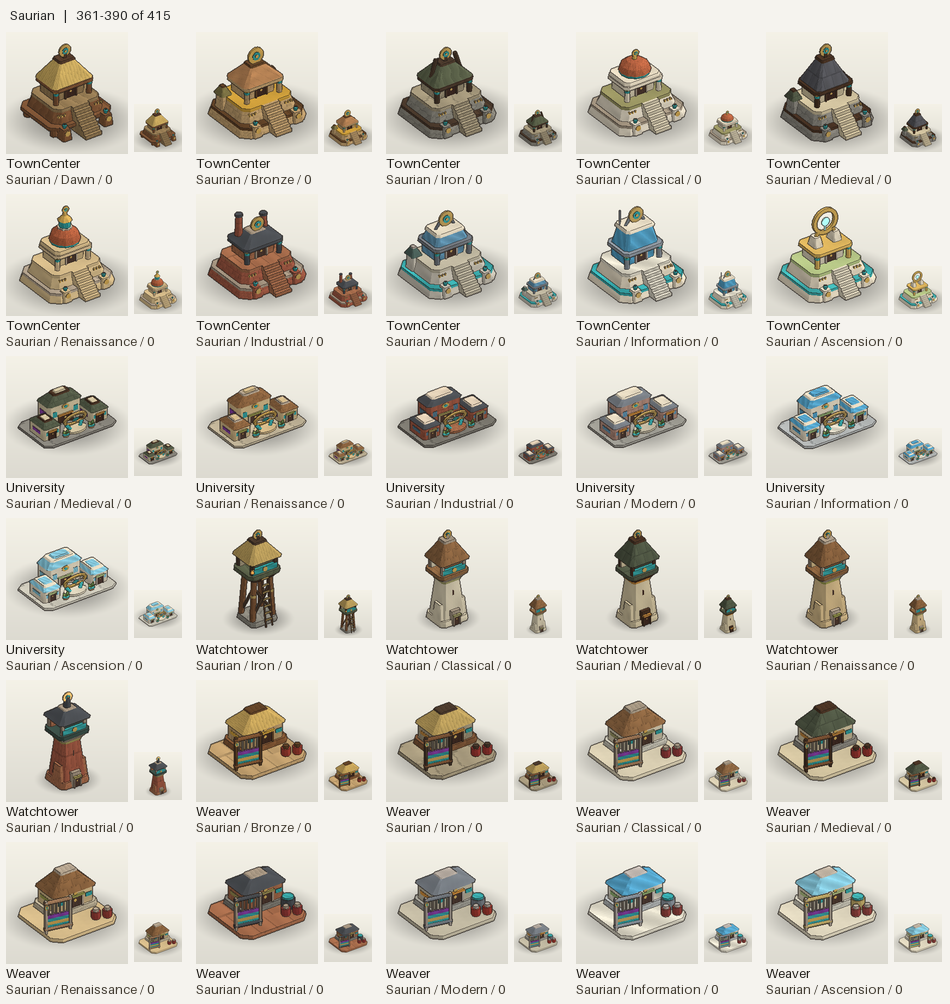 Saurian | 361-390 of 415
TownCenter
Saurian / Dawn / 0
TownCenter
Saurian / Bronze / 0
TownCenter
Saurian / Iron / 0
TownCenter
Saurian / Classical / 0
TownCenter
Saurian / Medieval / 0
TownCenter
Saurian / Renaissance / 0
TownCenter
Saurian / Industrial / 0
TownCenter
Saurian / Modern / 0
TownCenter
Saurian / Information / 0
TownCenter
Saurian / Ascension / 0
University
Saurian / Medieval / 0
University
Saurian / Renaissance / 0
University
Saurian / Industrial / 0
University
Saurian / Modern / 0
University
Saurian / Information / 0
University
Saurian / Ascension / 0
Watchtower
Saurian / Iron / 0
Watchtower
Saurian / Classical / 0
Watchtower
Saurian / Medieval / 0
Watchtower
Saurian / Renaissance / 0
Watchtower
Saurian / Industrial / 0
Weaver
Saurian / Bronze / 0
Weaver
Saurian / Iron / 0
Weaver
Saurian / Classical / 0
Weaver
Saurian / Medieval / 0
Weaver
Saurian / Renaissance / 0
Weaver
Saurian / Industrial / 0
Weaver
Saurian / Modern / 0
Weaver
Saurian / Information / 0
Weaver
Saurian / Ascension / 0